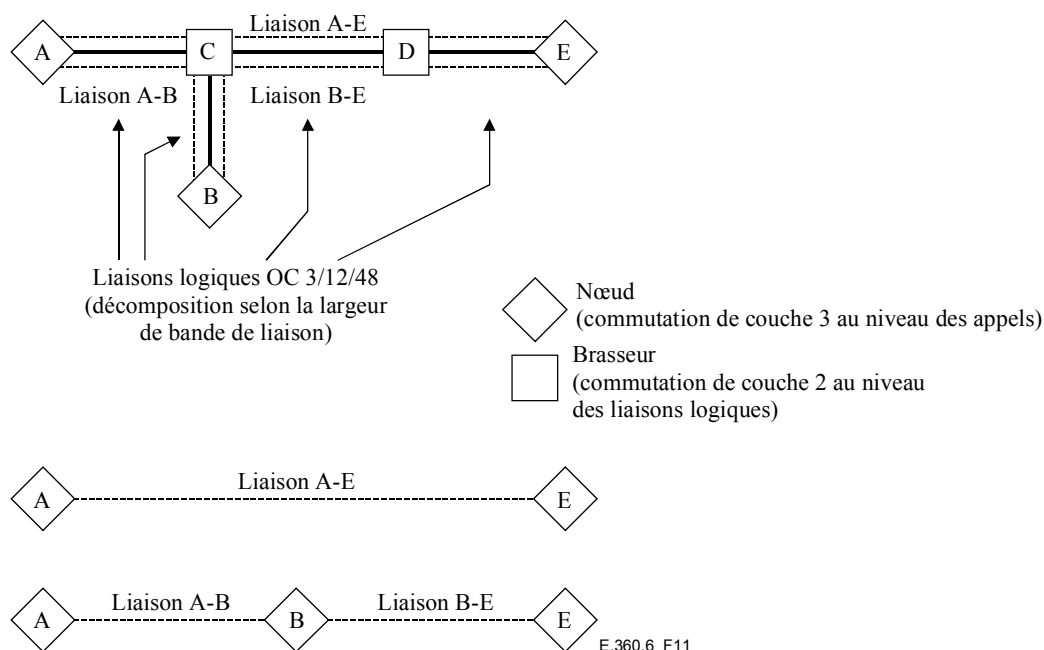 Liaison A-E
A
C
D
E
Liaison A-B
Liaison B-E
B
Liaisons logiques OC 3/12/48
(décomposition selon la largeur
de bande de liaison)
Nœud
(commutation de couche 3 au niveau des appels)
Brasseur
(commutation de couche 2 au niveau
des liaisons logiques)
Liaison A-E
A
E
Liaison A-B
Liaison B-E
A
B
E
E.360.6_F11